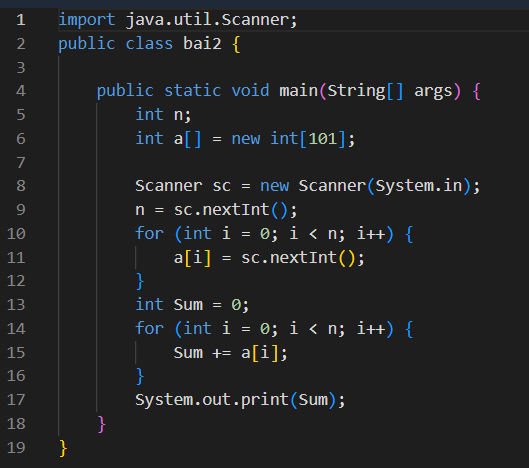 1 import java.util.Scanner;
2 public class bai2 {
3
4     public static void main(String[] args) {
5         int n;
6         int a[] = new int[101];
7
8         Scanner sc = new Scanner(System.in);
9         n = sc.nextInt();
10         for (int i = 0; i < n; i++) {
11             a[i] = sc.nextInt();
12         }
13         int Sum = 0;
14         for (int i = 0; i < n; i++) {
15             Sum += a[i];
16         }
17         System.out.print(Sum);
18     }
19 }